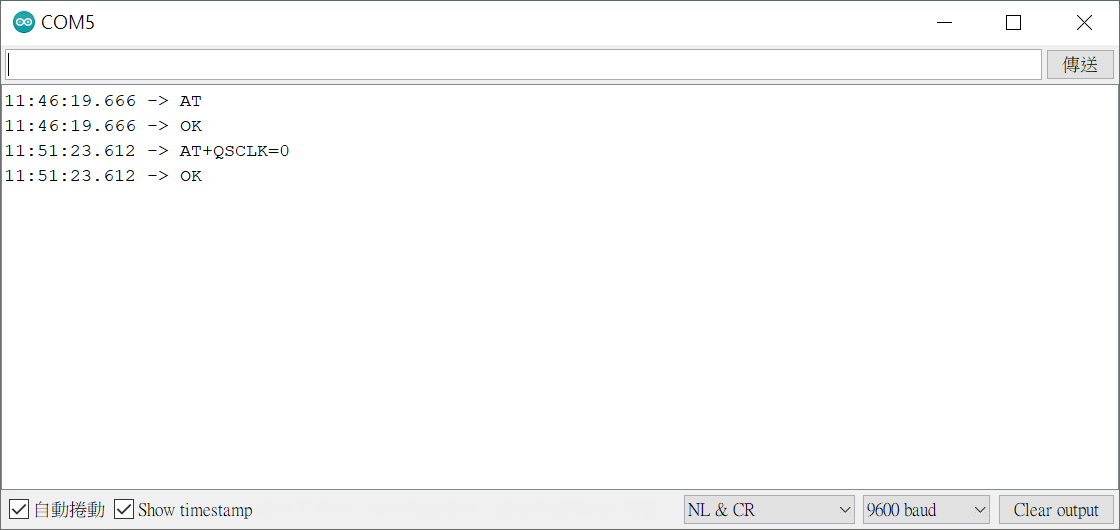 COM5
傳送
11:46:19.666 -> AT
11:46:19.666 -> OK
11:51:23.612 -> AT+QSCLK=0
11:51:23.612 -> OK
自動捲動 Show timestamp NL & CR 9600 baud Clear output